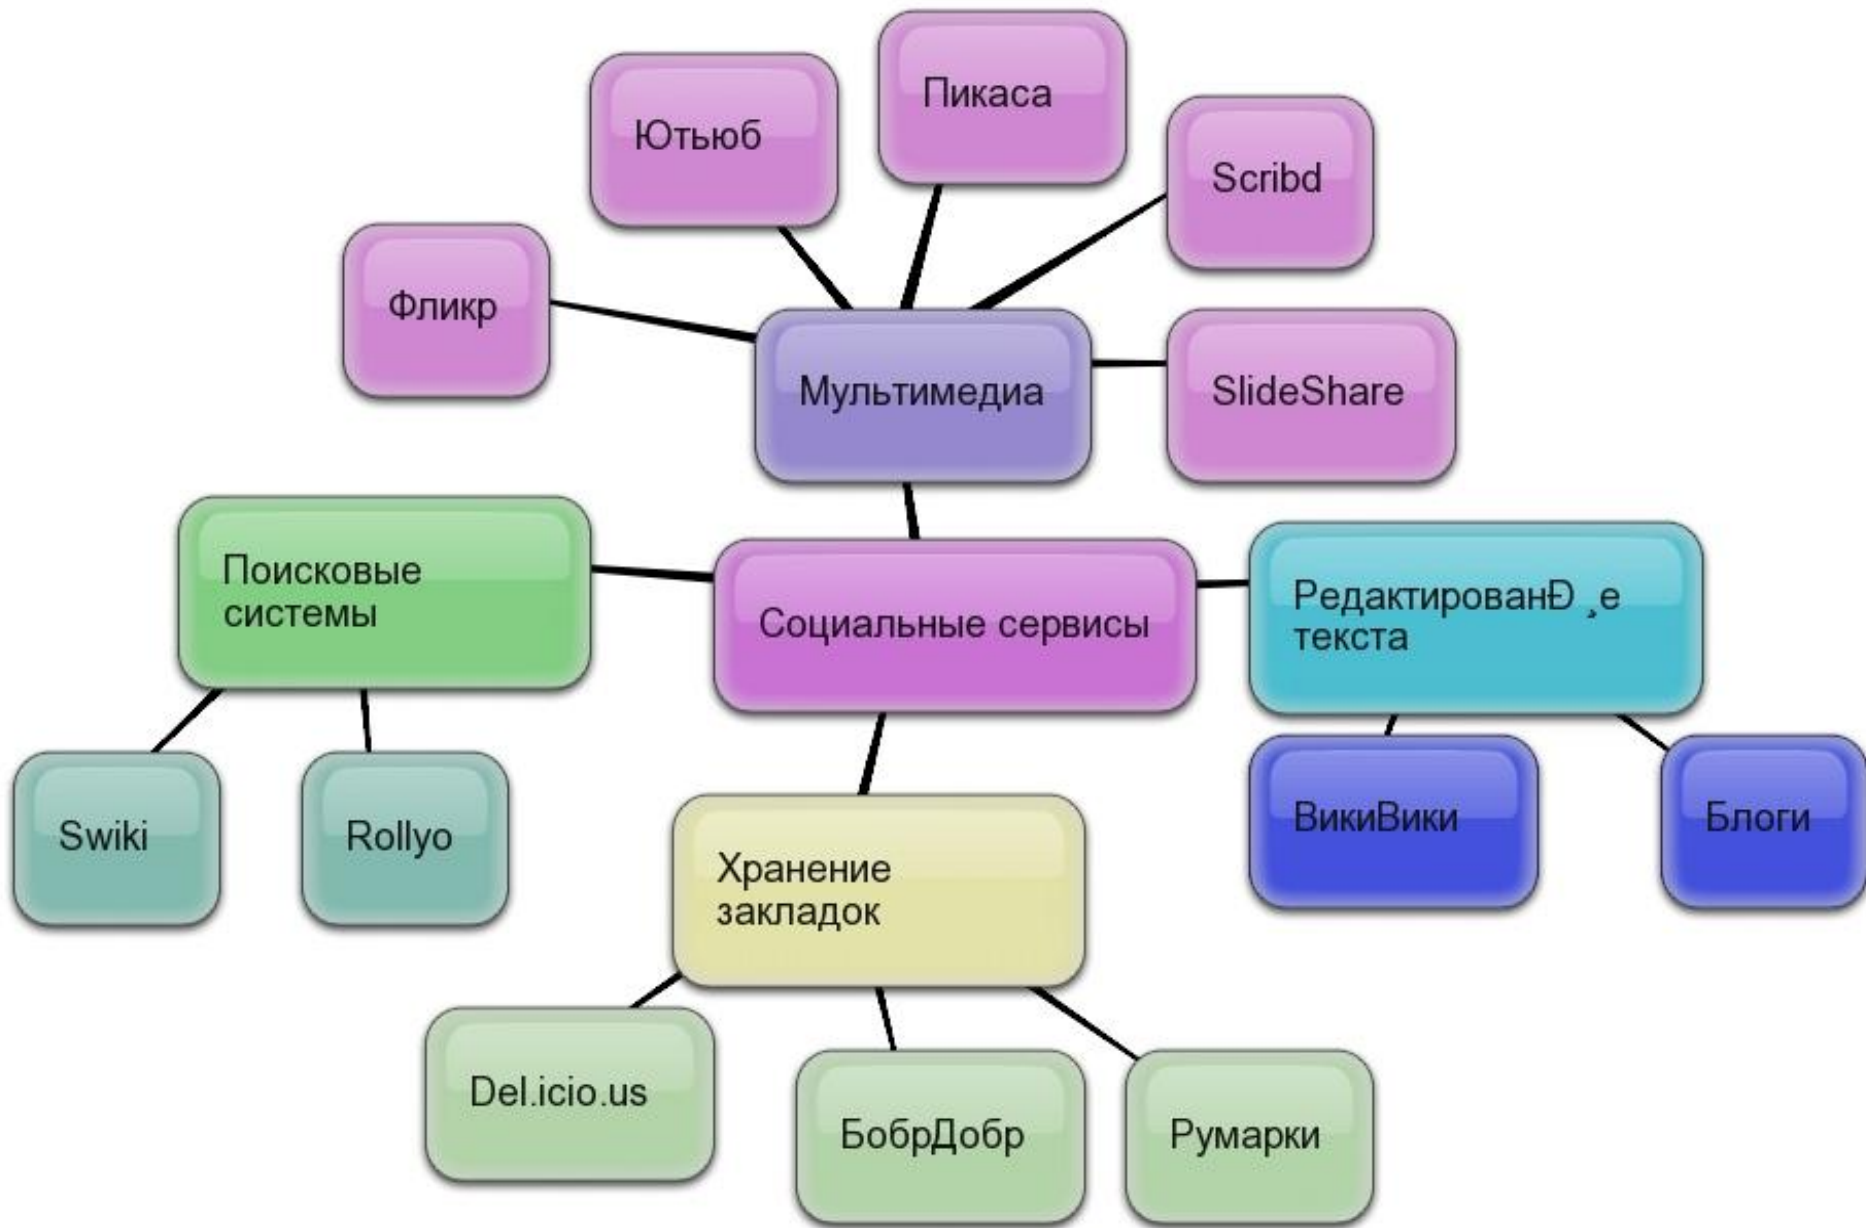 Пикаса
Ютьюб
Scribd
Фликр
Мультимедиа
SlideShare
Поисковые
системы
Социальные сервисы
РедактированÐ¸е
текста
Swiki
Rollyo
Хранение
закладок
ВикиВики
Блоги
Del.icio.us
БобрДобр
Румарки